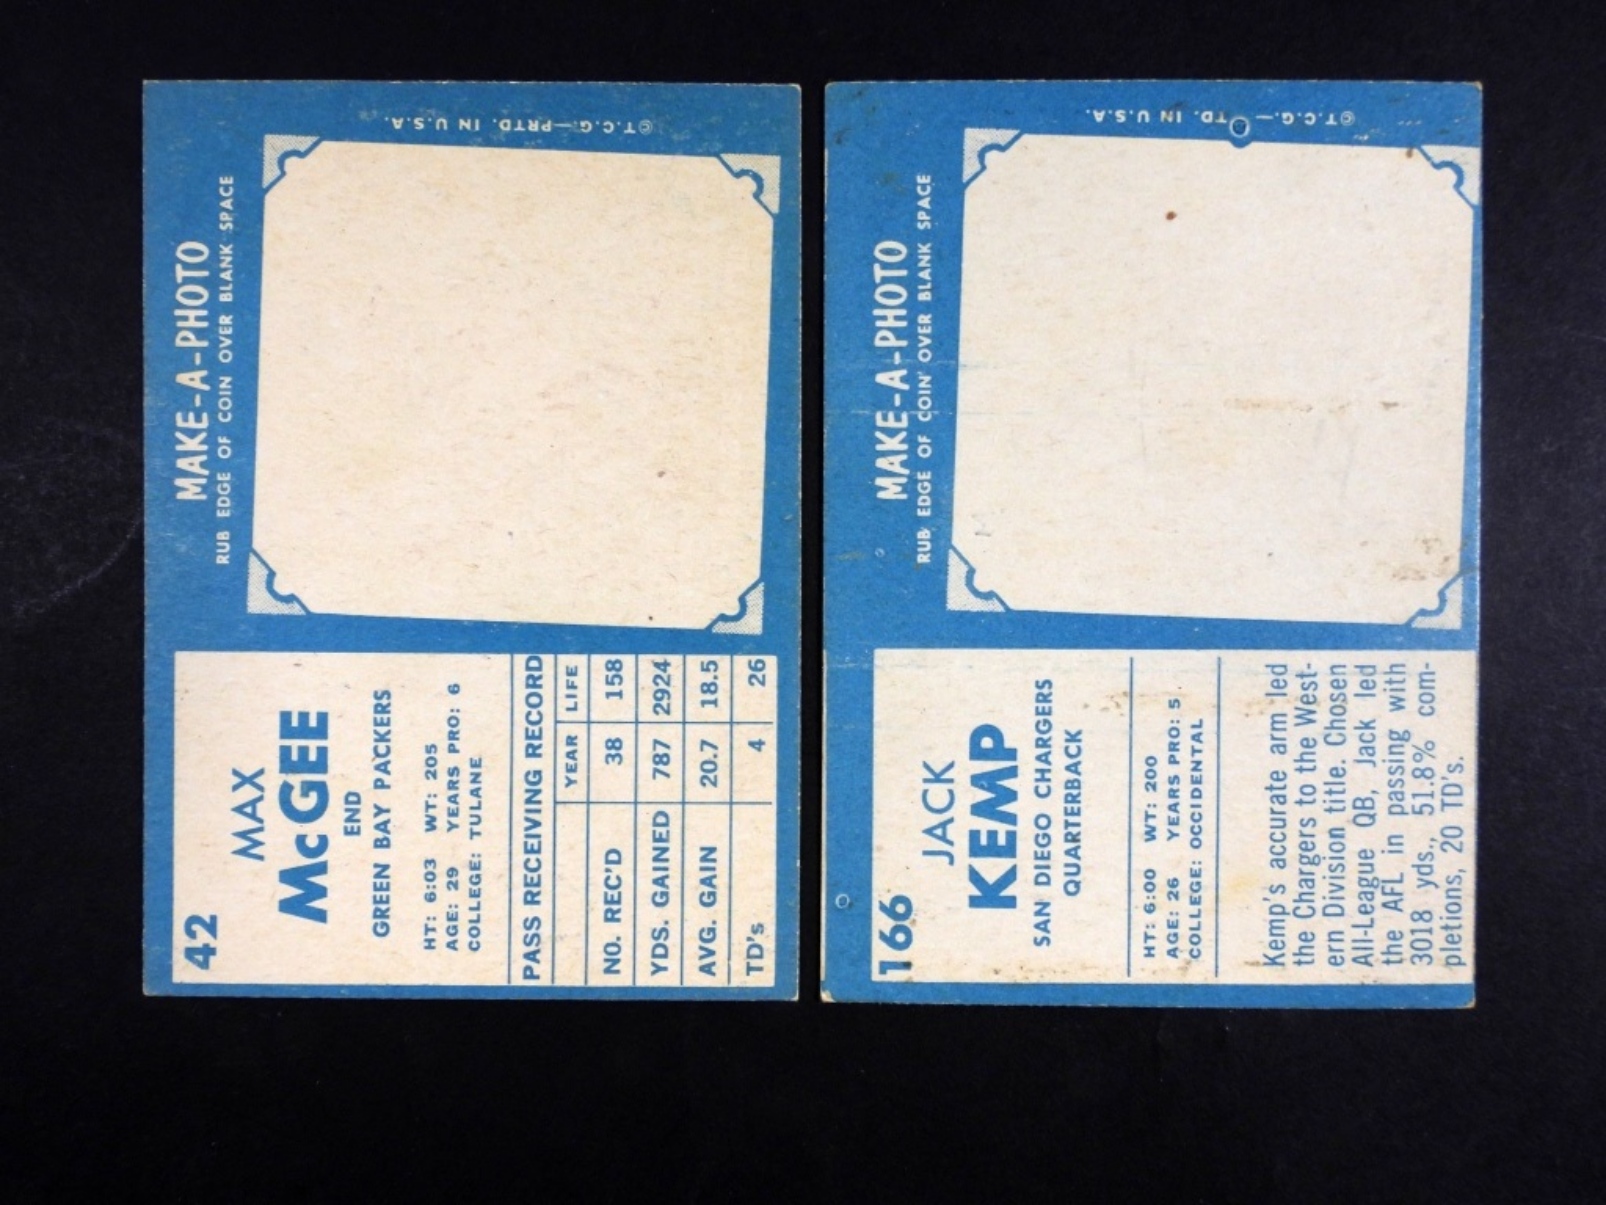 42
MAX
McGEE
END
GREEN BAY PACKERS
HT: 6:03 WT: 205
AGE: 29 YEARS PRO: 6
COLLEGE: TULANE
PASS RECEIVING RECORD
YEAR LIFE
NO. REC'D 38 158
YDS. GAINED 787 2924
AVG. GAIN 20.7 18.5
TD's 4 26
MAKE-A-PHOTO
RUB EDGE OF COIN OVER BLANK SPACE
©T.C.G.—PRTD. IN U.S.A.
166
JACK
KEMP
SAN DIEGO CHARGERS
QUARTERBACK
HT: 6:00 WT: 200
AGE: 26 YEARS PRO: 5
COLLEGE: OCCIDENTAL
Kemp's accurate arm led
the Chargers to the West-
ern Division title. Chosen
All-League QB, Jack led
the AFL in passing with
3018 yds., 51.8% com-
pletions, 20 TD's.
MAKE-A-PHOTO
RUB EDGE OF COIN OVER BLANK SPACE
©T.C.G.— TD. IN U.S.A.